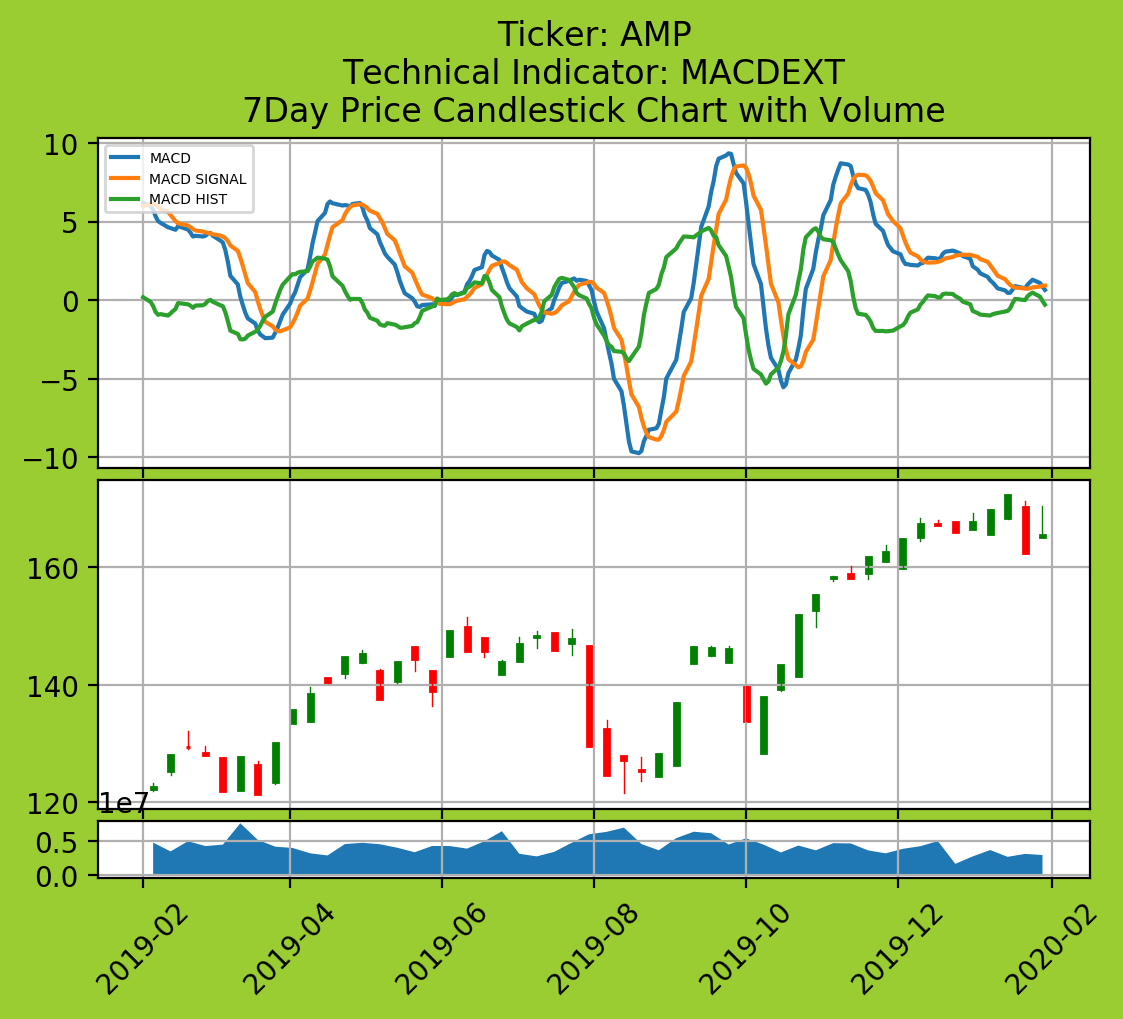 Ticker: AMP
Technical Indicator: MACDEXT
7Day Price Candlestick Chart with Volume
MACD
MACD SIGNAL
MACD HIST
10
5
0
−5
−10
160
140
120
1e7
0.5
0.0
2019-02
2019-04
2019-06
2019-08
2019-10
2019-12
2020-02